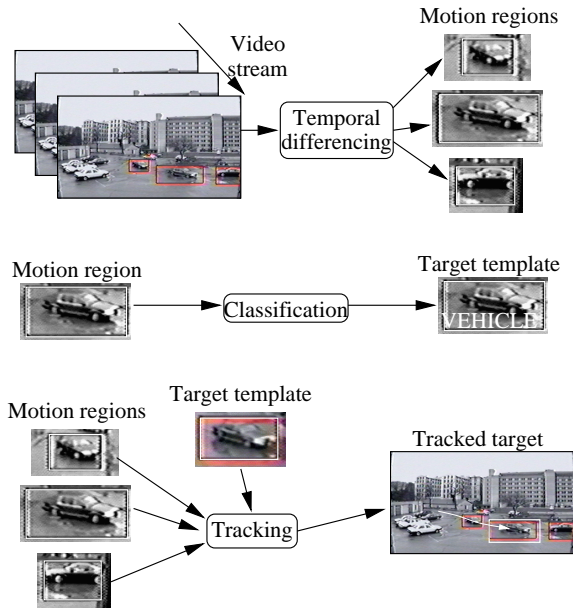 Motion regions
Video
stream
Temporal
differencing
Motion region
Classification
Target template
VEHICLE
Motion regions
Target template
Tracked target
Tracking